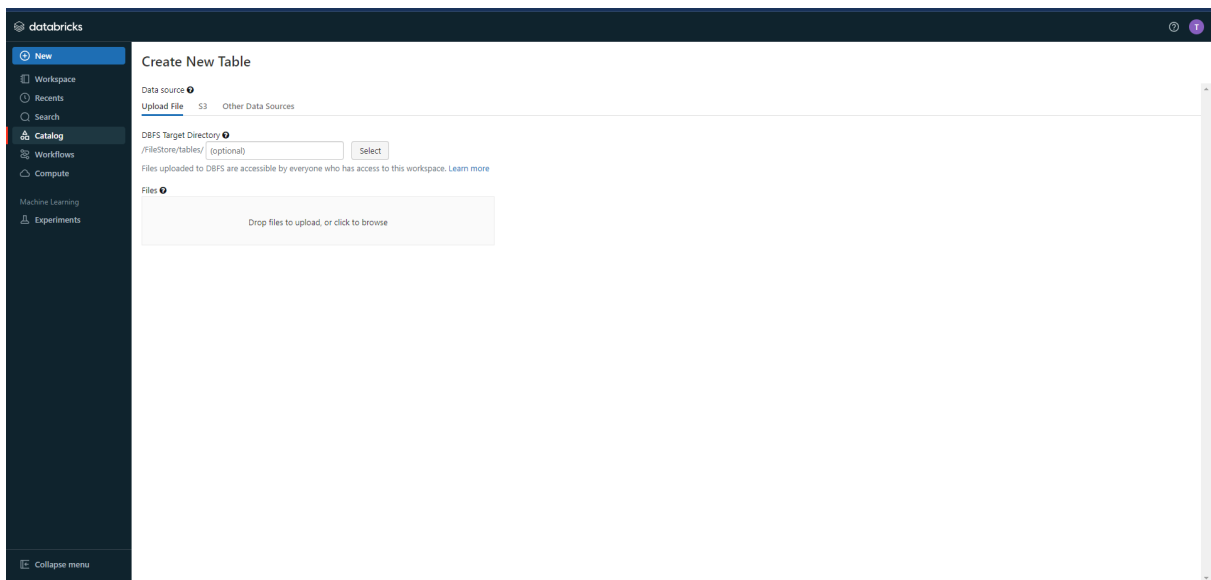 databricks
T
New
Workspace
Recents
Search
Catalog
Workflows
Compute
Machine Learning
Experiments
Collapse menu
Create New Table
Data source
Upload File S3 Other Data Sources
DBFS Target Directory
/FileStore/tables/ (optional) Select
Files uploaded to DBFS are accessible by everyone who has access to this workspace. Learn more
Files
Drop files to upload, or click to browse